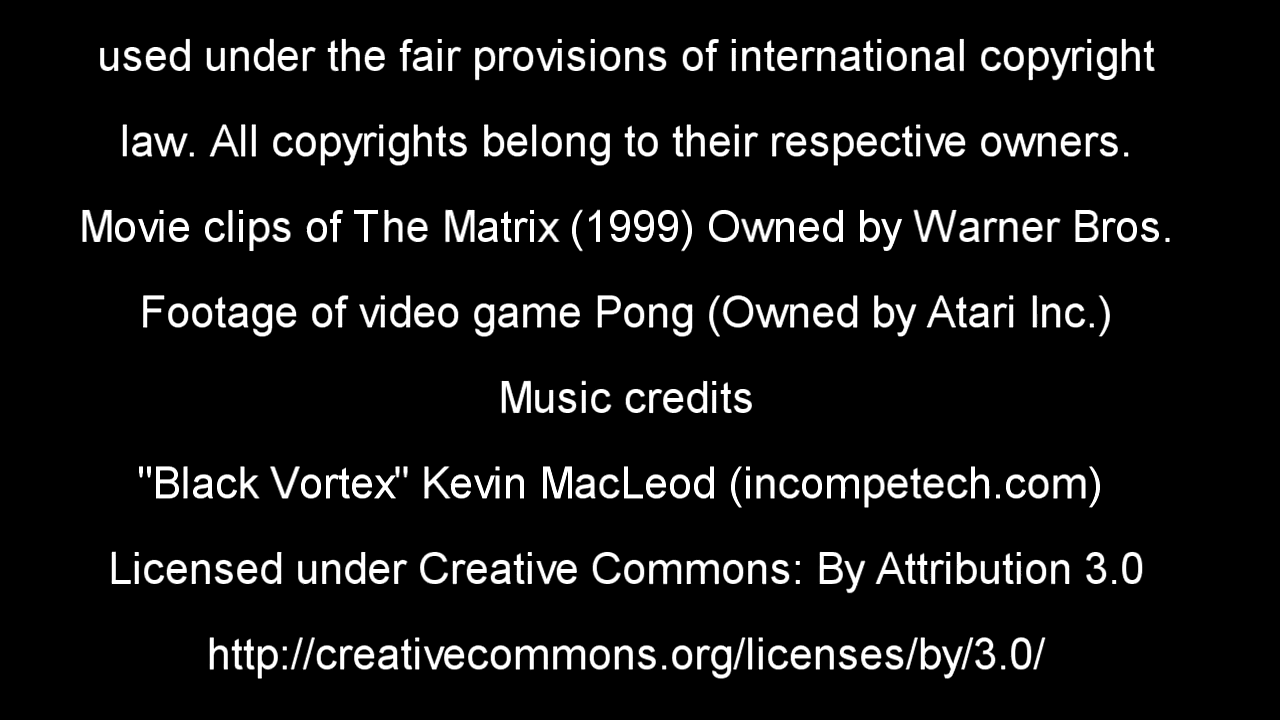 used under the fair provisions of international copyright
law. All copyrights belong to their respective owners.
Movie clips of The Matrix (1999) Owned by Warner Bros.
Footage of video game Pong (Owned by Atari Inc.)
Music credits
"Black Vortex" Kevin MacLeod (incompetech.com)
Licensed under Creative Commons: By Attribution 3.0
http://creativecommons.org/licenses/by/3.0/